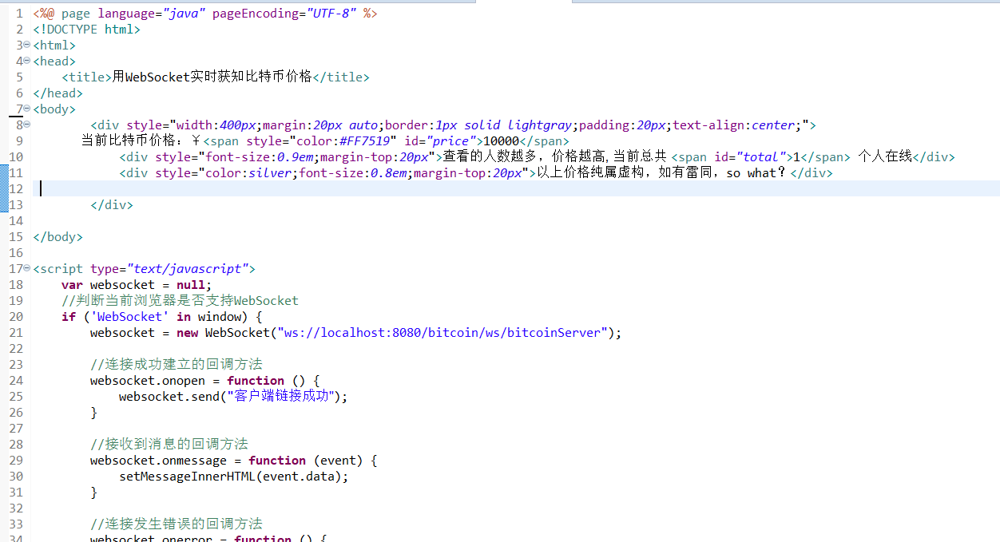 1 <%@ page language="java" pageEncoding="UTF-8" %>
2 <!DOCTYPE html>
3 <html>
4 <head>
5     <title>用WebSocket实时获知比特币价格</title>
6 </head>
7 <body>
8         <div style="width:400px;margin:20px auto;border:1px solid lightgray;padding:20px;text-align:center;">
9        当前比特币价格：￥<span style="color:#FF7519" id="price">10000</span>
10             <div style="font-size:0.9em;margin-top:20px">查看的人数越多，价格越高,当前总共 <span id="total">1</span> 个人在线</div>
11             <div style="color:silver;font-size:0.8em;margin-top:20px">以上价格纯属虚构，如有雷同，so what？</div>
12
13         </div>
14
15 </body>
16
17 <script type="text/javascript">
18     var websocket = null;
19     //判断当前浏览器是否支持WebSocket
20     if ('WebSocket' in window) {
21         websocket = new WebSocket("ws://localhost:8080/bitcoin/ws/bitcoinServer");
22
23         //连接成功建立的回调方法
24         websocket.onopen = function () {
25             websocket.send("客户端链接成功");
26         }
27
28         //接收到消息的回调方法
29         websocket.onmessage = function (event) {
30             setMessageInnerHTML(event.data);
31         }
32
33         //连接发生错误的回调方法
34         websocket.onerror = function () {